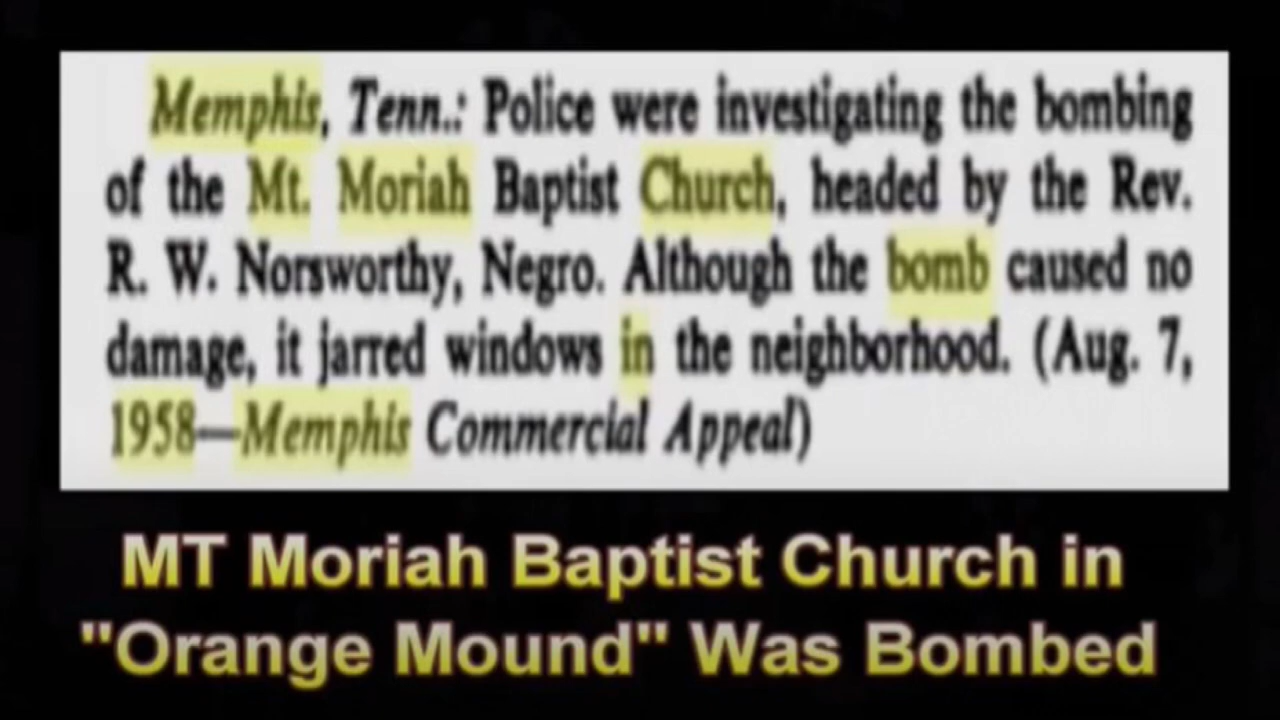 Memphis, Tenn.: Police were investigating the bombing
of the Mt. Moriah Baptist Church, headed by the Rev.
R. W. Norsworthy, Negro. Although the bomb caused no
damage, it jarred windows in the neighborhood. (Aug. 7,
1958—Memphis Commercial Appeal)
MT Moriah Baptist Church in
"Orange Mound" Was Bombed